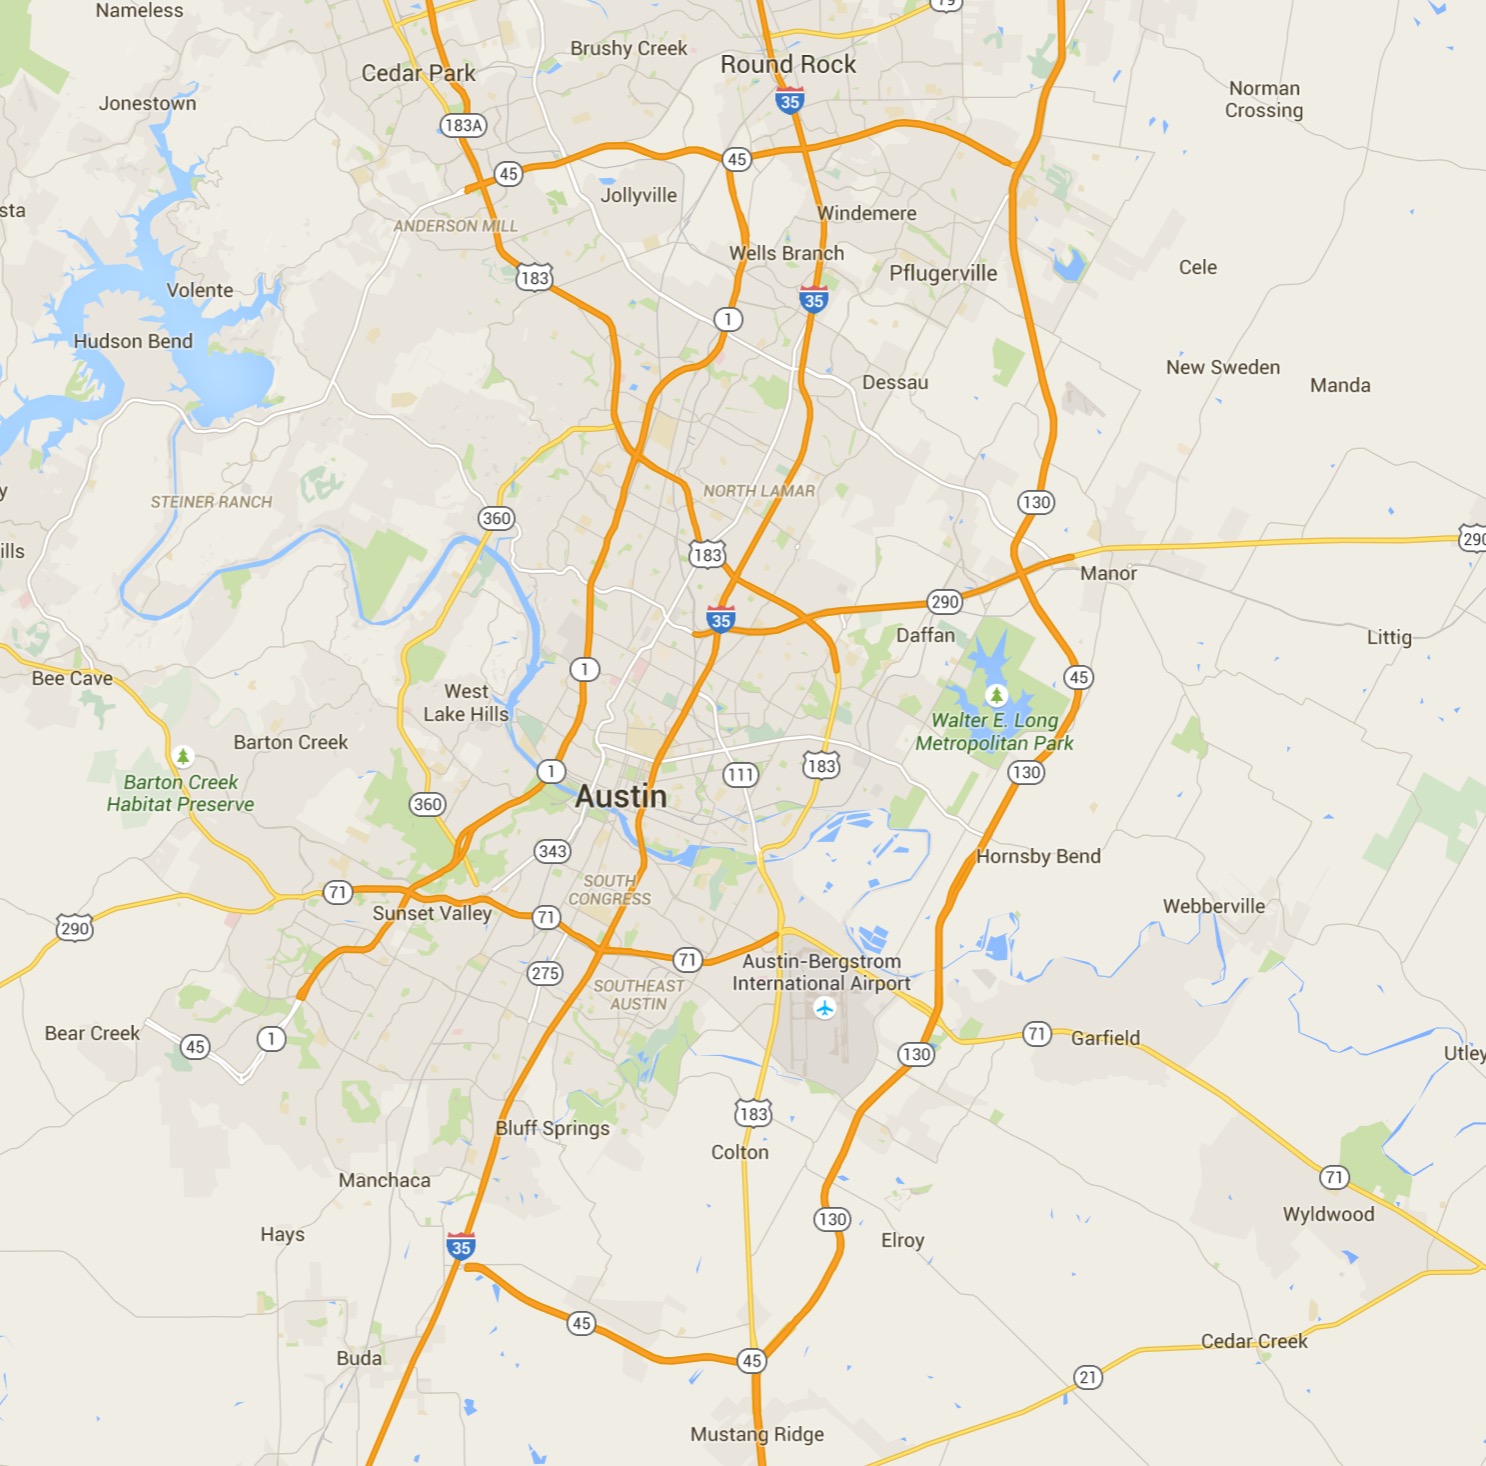 Nameless
79
Brushy Creek
Round Rock
Cedar Park
Norman
Crossing
Jonestown
35
183A
45
45
Jollyville
sta
Windemere
ANDERSON MILL
Wells Branch
Cele
Pflugerville
183
Volente
35
1
Hudson Bend
New Sweden
Manda
Dessau
NORTH LAMAR
y
STEINER RANCH
130
360
290
ills
183
Manor
290
35
Daffan
Littig
1
Bee Cave
45
West
Lake Hills
Walter E. Long
Metropolitan Park
Barton Creek
183
1
111
130
Barton Creek
Habitat Preserve
Austin
360
343
Hornsby Bend
SOUTH
CONGRESS
71
Webberville
Sunset Valley
71
290
71
Austin-Bergstrom
International Airport
275
SOUTHEAST
AUSTIN
Bear Creek
1
45
71
Garfield
130
Utley
183
Bluff Springs
Colton
Manchaca
71
Wyldwood
130
Hays
Elroy
35
45
Cedar Creek
Buda
45
21
Mustang Ridge